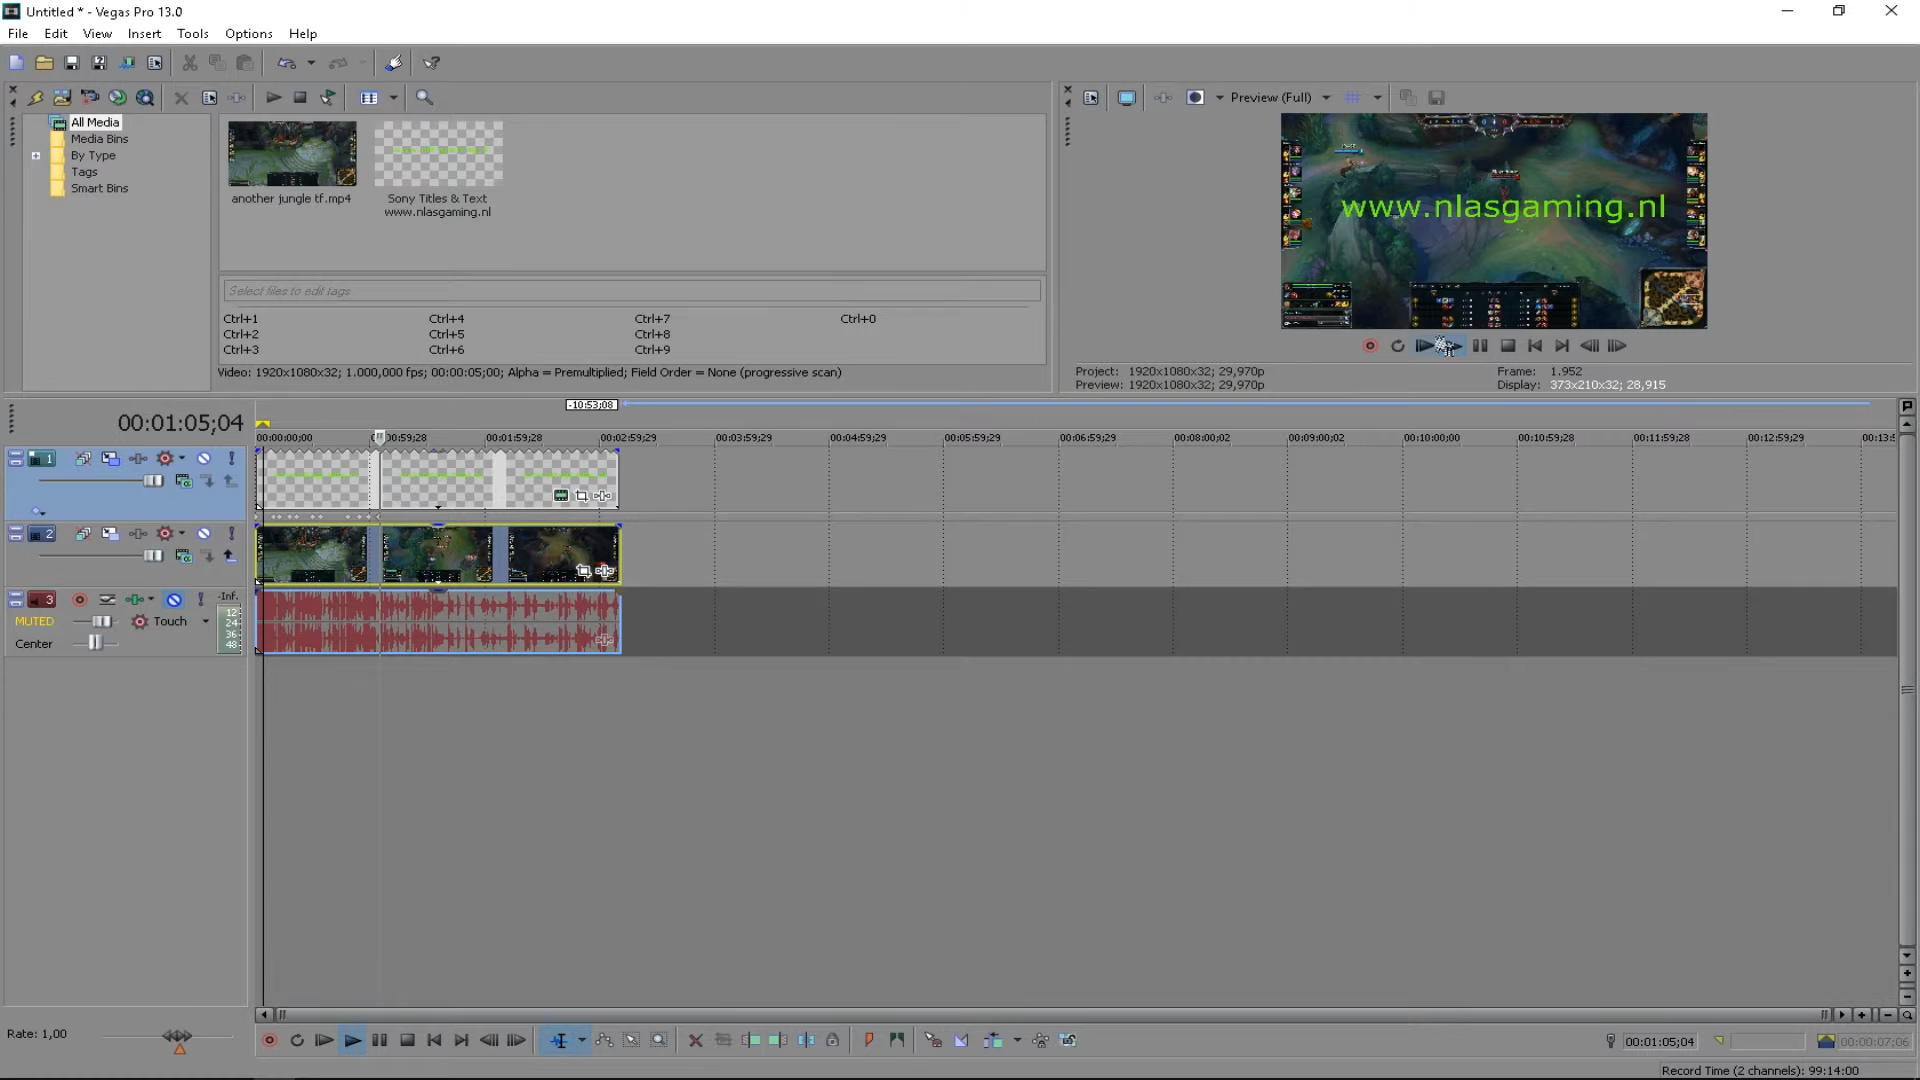 Untitled * - Vegas Pro 13.0
File Edit View Insert Tools Options Help
All Media
Media Bins
By Type
Tags
Smart Bins
another jungle tf.mp4
Sony Titles & Text
www.nlasgaming.nl
Select files to edit tags
Ctrl+1 Ctrl+4 Ctrl+7 Ctrl+0
Ctrl+2 Ctrl+5 Ctrl+8
Ctrl+3 Ctrl+6 Ctrl+9
Video: 1920x1080x32; 1.000,000 fps; 00:00:05;00; Alpha = Premultiplied; Field Order = None (progressive scan)
Preview (Full)
www.nlasgaming.nl
Project: 1920x1080x32; 29,970p
Frame: 1.952
Preview: 1920x1080x32; 29,970p
Display: 373x210x32; 28,915
00:01:05;04
-10:53;08
00:00:00;00 00:59;28 00:01:59;28 00:02:59;29 00:03:59;29 00:04:59;29 00:05:59;29 00:06:59;29 00:08:00;02 00:09:00;02 00:10:00;00 00:10:59;28 00:11:59;28 00:12:59;29 00:13:5
1
2
3
-Inf.
12
24
36
48
MUTED Touch
Center
Rate: 1,00
00:01:05;04
00:00:07;06
Record Time (2 channels): 99:14:00